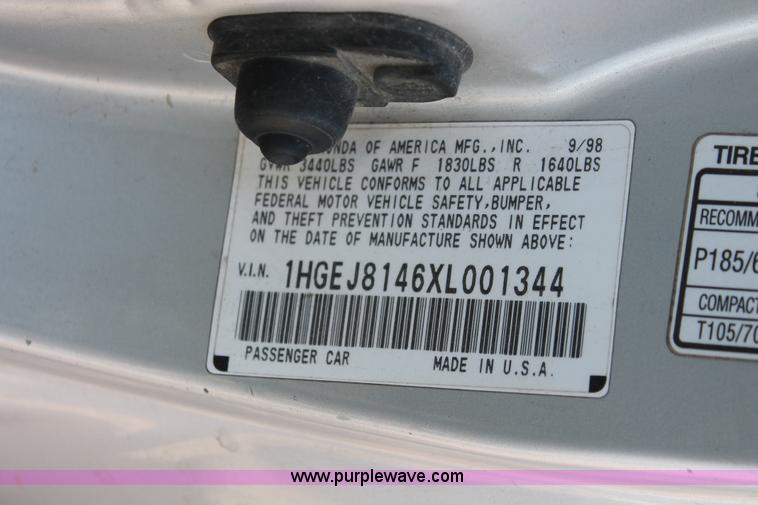 ONDA OF AMERICA MFG.,INC. 9/98
GVWR 3440LBS GAWR F 1830LBS R 1640LBS
THIS VEHICLE CONFORMS TO ALL APPLICABLE
FEDERAL MOTOR VEHICLE SAFETY,BUMPER,
AND THEFT PREVENTION STANDARDS IN EFFECT
ON THE DATE OF MANUFACTURE SHOWN ABOVE:
V.I.N. 1HGEJ8146XL001344
PASSENGER CAR MADE IN U.S.A.
TIRE
RECOMM
P185/6
COMPACT
T105/70
www.purplewave.com